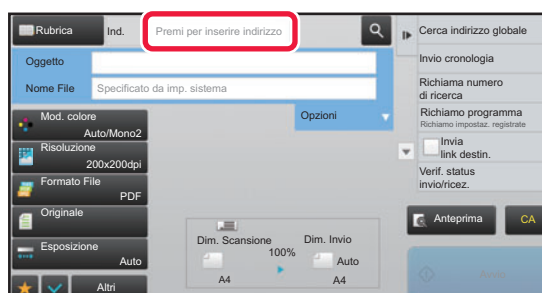 Rubrica
Ind.
Premi per inserire indirizzo
Oggetto
Nome File
Specificato da imp. sistema
Mod. colore
Auto/Mono2
Risoluzione
200x200dpi
Formato File
PDF
Originale
Esposizione
Auto
Altri
Opzioni
Dim. Scansione
100%
Dim. Invio
A4
Auto
A4
Cerca indirizzo globale
Invio cronologia
Richiama numero
di ricerca
Richiamo programma
Richiamo impostaz. registrate
Invia
link destin.
Verif. status
invio/ricez.
Anteprima
CA
Avvio